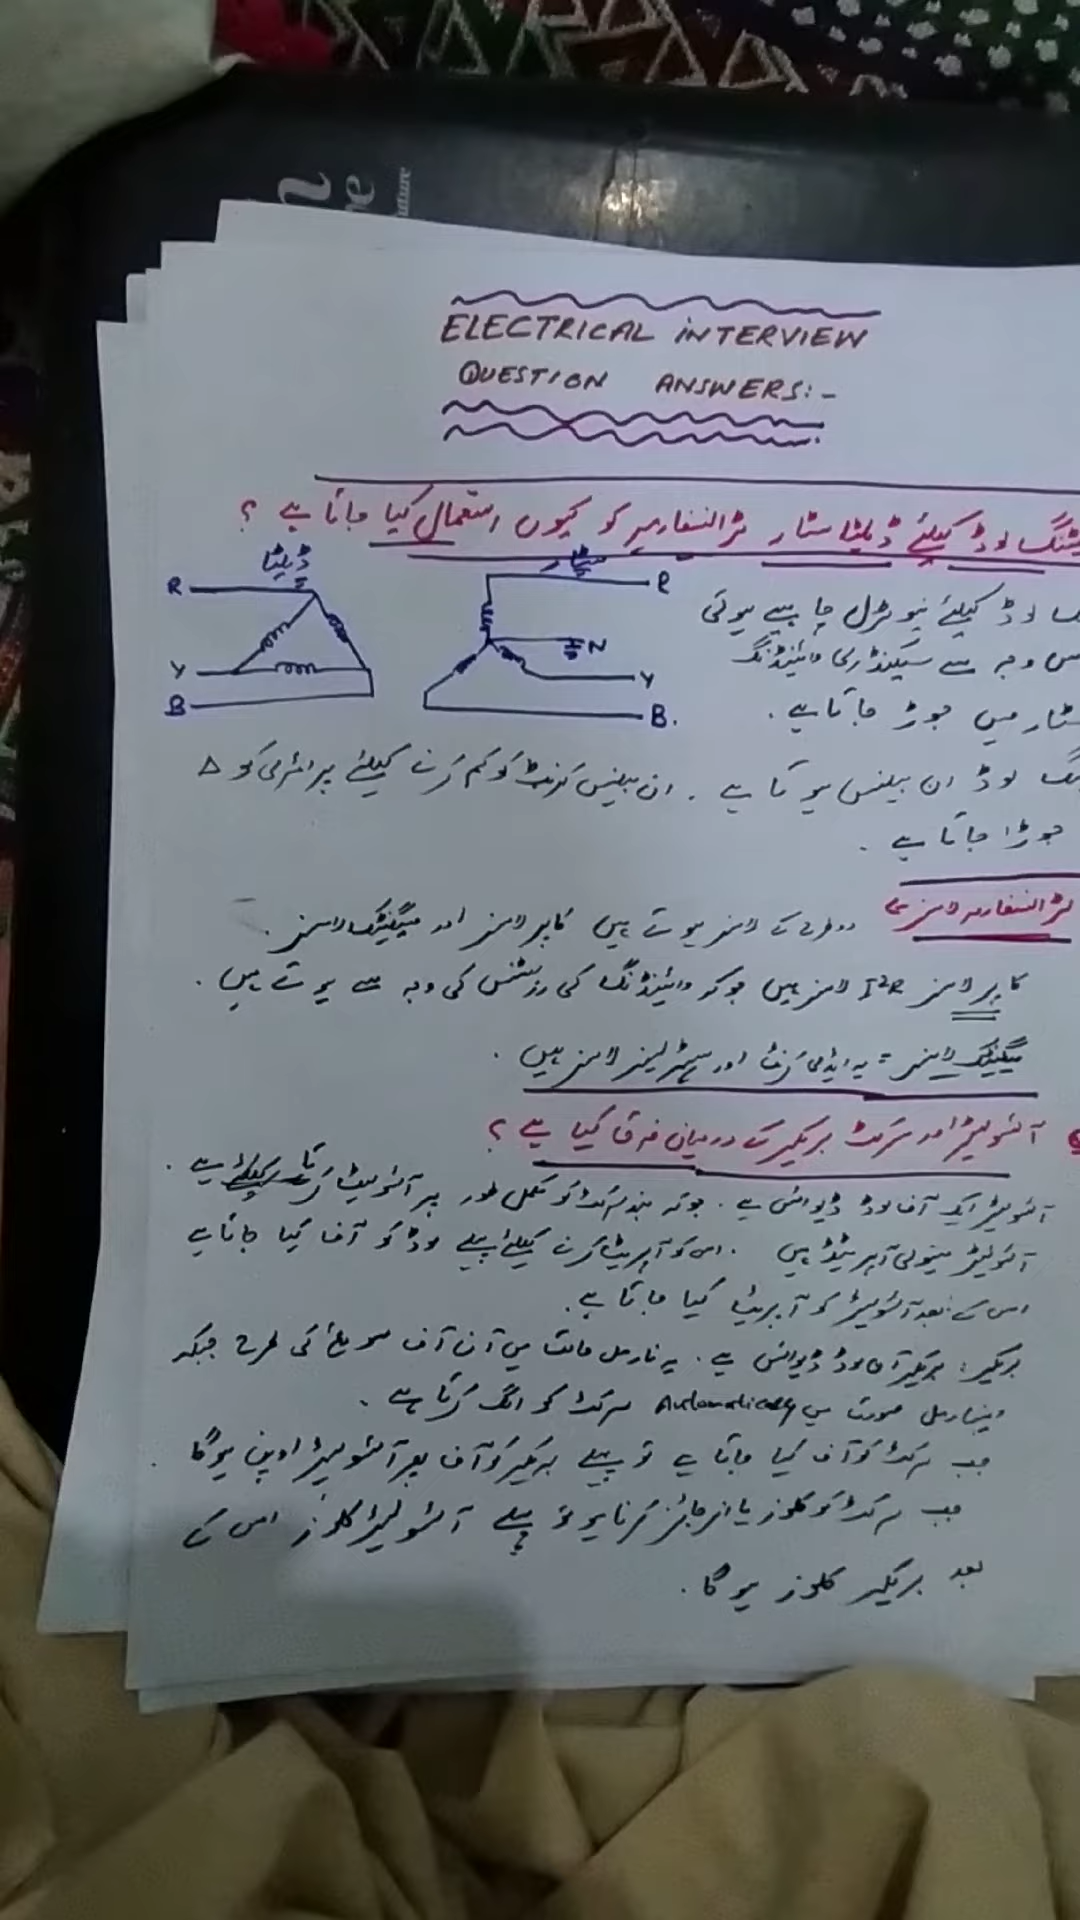 ELECTRICAL INTERVIEW
QUESTION ANSWERS:-
لوڈ کیلئے ڈیلٹا سٹار ٹرانسفارمر کو کیوں استعمال کیا جاتا ہے ؟
ڈیلٹا
سٹار
R
Y
B
R
N
Y
B.
لوڈ کیلئے نیوٹرل چاہیے ہوتی
وجہ سے سیکنڈری وائنڈنگ
سٹار میں جوڑ جاتا ہے.
لوڈ ان بیلنس ہوتا ہے . ان بیلنس کرنٹ کو کم کرنے کیلئے پرائمری کو Δ
جوڑا جاتا ہے .
ٹرانسفارمر لاسز دو طرح کے لاسز ہوتے ہیں کاپر لاسز اور میگنیٹک لاسز.
کاپر لاسز I²R لاسز ہیں جو کہ وائنڈنگ کی رزسٹنس کی وجہ سے ہوتے ہیں .
میگنیٹک لاسز = یہ ایڈی کرنٹ اور ہسٹریسز لاسز ہیں .
آئسولیٹر اور سرکٹ بریکر کے درمیان فرق کیا ہے ؟
آئسولیٹر ایک آف لوڈ ڈیوائس ہے . جو کہ سرکٹ کو مکمل طور پر آئسولیٹ کرتا ہے .
آئسولیٹر مینولی آپریٹڈ ہیں . اس کو آپریٹ کرنے کیلئے پہلے لوڈ کو آف کیا جاتا ہے
اس کے بعد آئسولیٹر کو آپریٹ کیا جاتا ہے.
بریکر : بریکر آن لوڈ ڈیوائس ہے . یہ نارمل حالت میں آن آف سوئچ کی طرح جبکہ
ابنارمل صورت میں Automatically سرکٹ کو الگ کرتا ہے .
جب سرکٹ کو آف کیا جاتا ہے تو پہلے بریکر کو آف پھر آئسولیٹر اوپن ہوگا .
جب سرکٹ کو کلوز یا انرجائز کرنا ہو تو پہلے آئسولیٹر کلوز اس کے
بعد بریکر کلوز ہوگا .